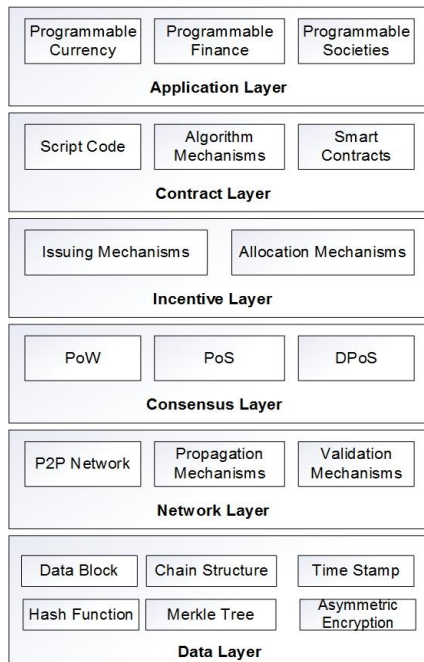 Programmable Currency
Programmable Finance
Programmable Societies
Application Layer
Script Code
Algorithm Mechanisms
Smart Contracts
Contract Layer
Issuing Mechanisms
Allocation Mechanisms
Incentive Layer
PoW
PoS
DPoS
Consensus Layer
P2P Network
Propagation Mechanisms
Validation Mechanisms
Network Layer
Data Block
Chain Structure
Time Stamp
Hash Function
Merkle Tree
Asymmetric Encryption
Data Layer